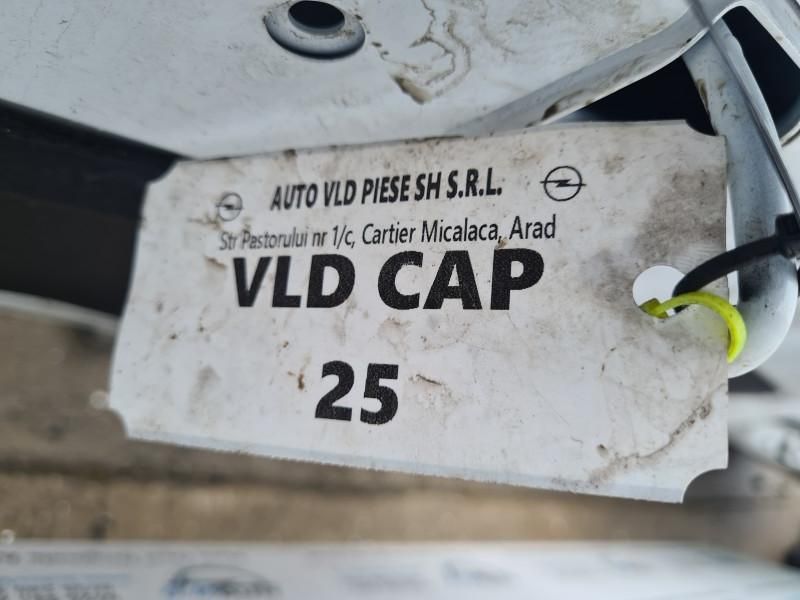 AUTO VLD PIESE SH S.R.L.
Str Pastorului nr 1/c, Cartier Micalaca, Arad
VLD CAP
25